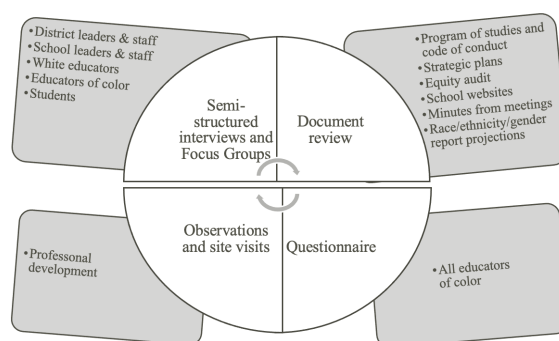 • District leaders & staff
• School leaders & staff
• White educators
• Educators of color
• Students
Semi-
structured
interviews and
Focus Groups
Document
review
• Program of studies and
code of conduct
• Strategic plans
• Equity audit
• School websites
• Minutes from meetings
• Race/ethnicity/gender
report projections
• Professonal
development
Observations
and site visits
Questionnaire
• All educators
of color